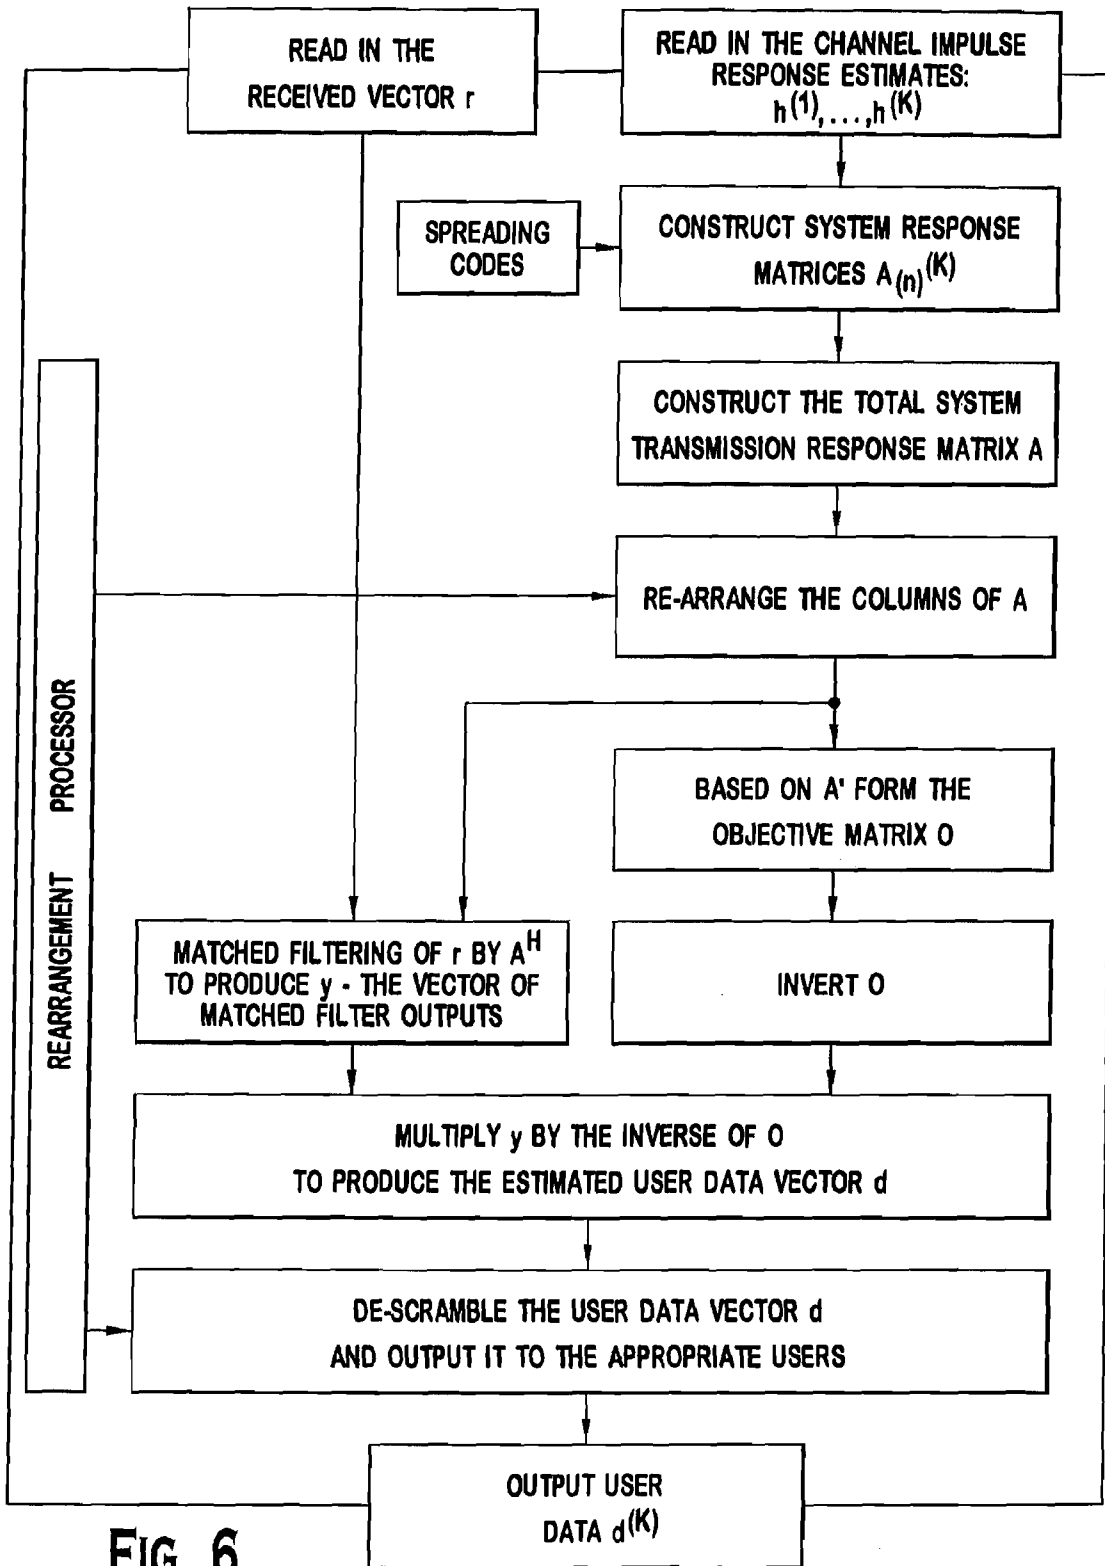 READ IN THE
RECEIVED VECTOR r
READ IN THE CHANNEL IMPULSE
RESPONSE ESTIMATES:
h(1),...,h(K)
SPREADING
CODES
CONSTRUCT SYSTEM RESPONSE
MATRICES A(n)(K)
CONSTRUCT THE TOTAL SYSTEM
TRANSMISSION RESPONSE MATRIX A
RE-ARRANGE THE COLUMNS OF A
REARRANGEMENT PROCESSOR
BASED ON A' FORM THE
OBJECTIVE MATRIX O
MATCHED FILTERING OF r BY AH
TO PRODUCE y - THE VECTOR OF
MATCHED FILTER OUTPUTS
INVERT O
MULTIPLY y BY THE INVERSE OF O
TO PRODUCE THE ESTIMATED USER DATA VECTOR d
DE-SCRAMBLE THE USER DATA VECTOR d
AND OUTPUT IT TO THE APPROPRIATE USERS
OUTPUT USER
DATA d(K)
FIG. 6